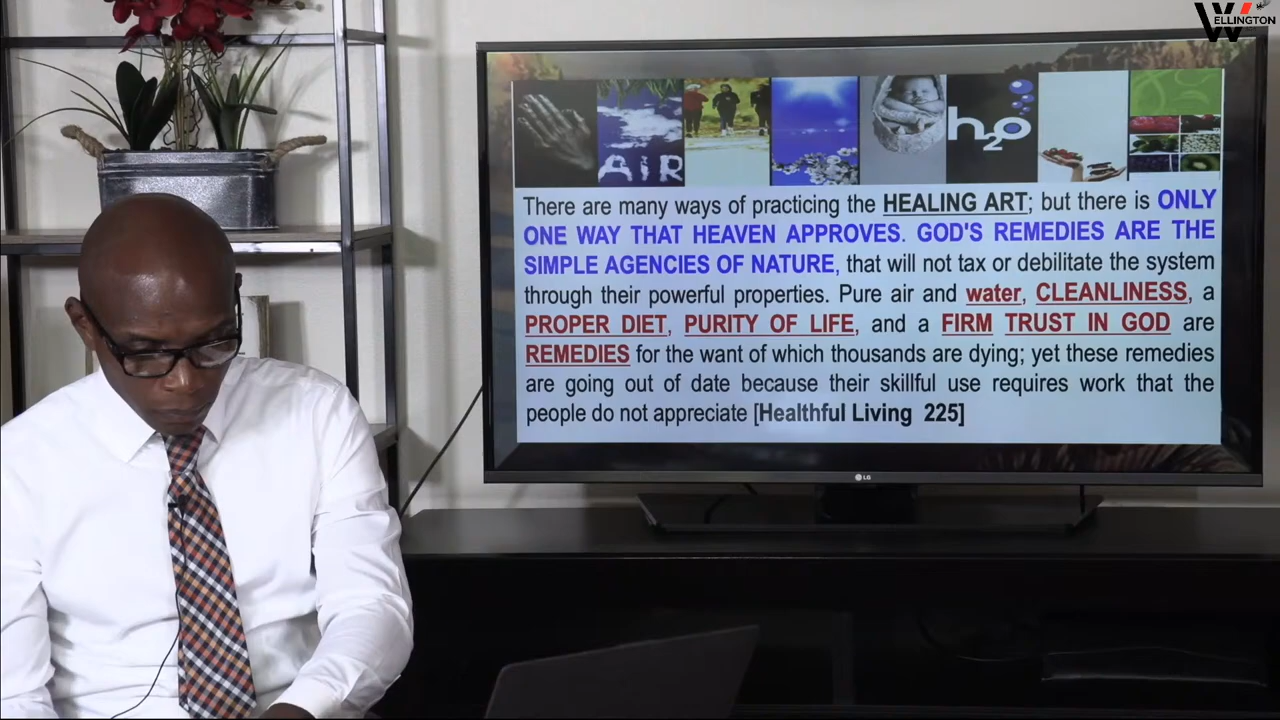 WELLINGTON
AIR
h2o
There are many ways of practicing the HEALING ART; but there is ONLY
ONE WAY THAT HEAVEN APPROVES. GOD'S REMEDIES ARE THE
SIMPLE AGENCIES OF NATURE, that will not tax or debilitate the system
through their powerful properties. Pure air and water, CLEANLINESS, a
PROPER DIET, PURITY OF LIFE, and a FIRM TRUST IN GOD are
REMEDIES for the want of which thousands are dying; yet these remedies
are going out of date because their skillful use requires work that the
people do not appreciate [Healthful Living 225]
LG